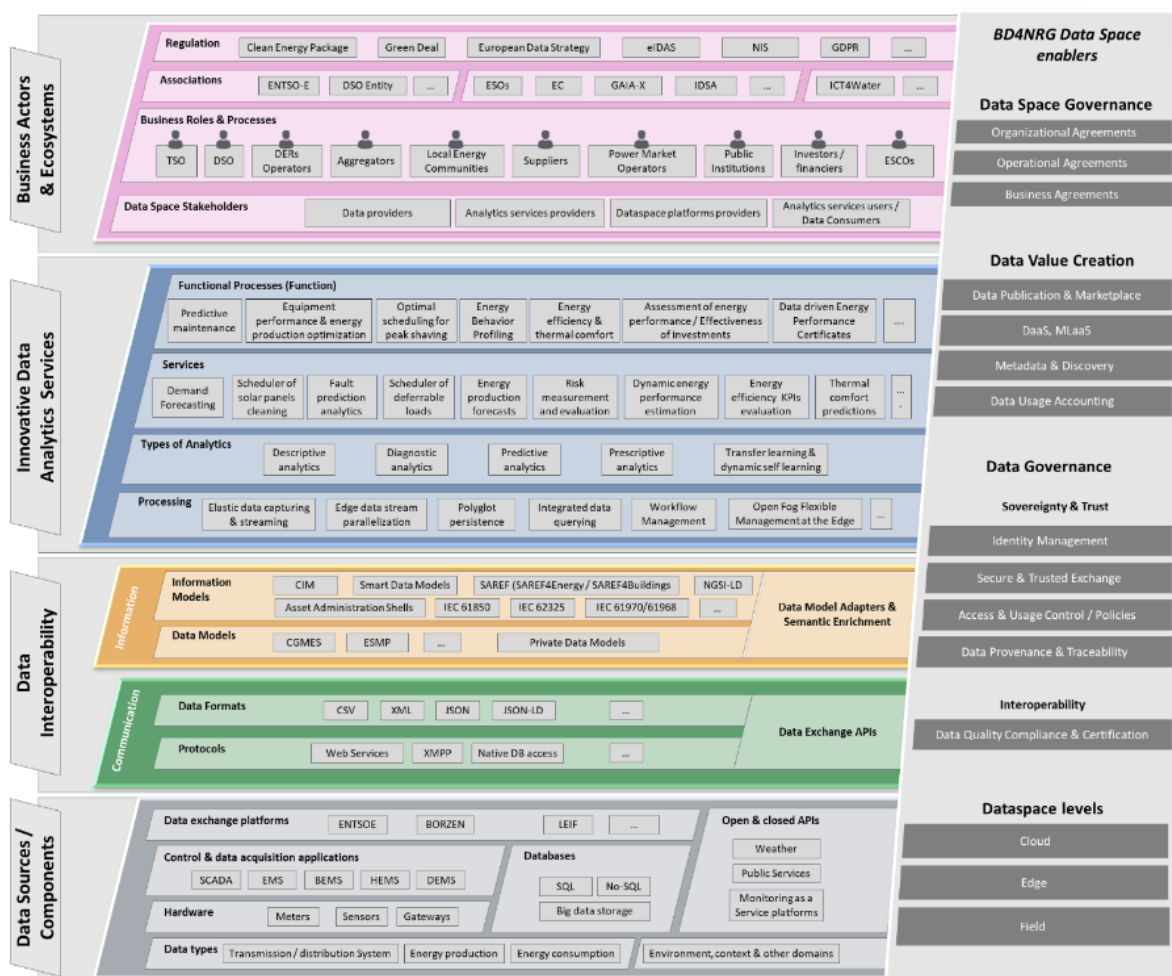 Business Actors
& Ecosystems
Regulation
Clean Energy Package
Green Deal
European Data Strategy
eIDAS
NIS
GDPR
...
Associations
ENTSO-E
DSO Entity
...
ESOs
EC
GAIA-X
IDSA
...
ICT4Water
...
Business Roles & Processes
TSO
DSO
DERs
Operators
Aggregators
Local Energy
Communities
Suppliers
Power Market
Operators
Public
Institutions
Investors /
financiers
ESCOs
Data Space Stakeholders
Data providers
Analytics services providers
Dataspace platforms providers
Analytics services users /
Data Consumers
Innovative Data
Analytics Services
Functional Processes (Function)
Predictive
maintenance
Equipment
performance & energy
production optimization
Optimal
scheduling for
peak shaving
Energy
Behavior
Profiling
Energy
efficiency &
thermal comfort
Assessment of energy
performance / Effectiveness
of investments
Data driven Energy
Performance
Certificates
....
Services
Demand
Forecasting
Scheduler of
solar panels
cleaning
Fault
prediction
analytics
Scheduler of
deferrable
loads
Energy
production
forecasts
Risk
measurement
and evaluation
Dynamic energy
performance
estimation
Energy
efficiency KPIs
evaluation
Thermal
comfort
predictions
...
.
Types of Analytics
Descriptive
analytics
Diagnostic
analytics
Predictive
analytics
Prescriptive
analytics
Transfer learning &
dynamic self learning
Processing
Elastic data capturing
& streaming
Edge data stream
parallelization
Polyglot
persistence
Integrated data
querying
Workflow
Management
Open Fog Flexible
Management at the Edge
...
Data
Interoperability
Information
Information
Models
CIM
Smart Data Models
SAREF (SAREF4Energy / SAREF4Buildings
NGSI-LD
Asset Administration Shells
IEC 61850
IEC 62325
IEC 61970/61968
...
Data Models
CGMES
ESMP
...
Private Data Models
Data Model Adapters &
Semantic Enrichment
Communication
Data Formats
CSV
XML
JSON
JSON-LD
...
Protocols
Web Services
XMPP
Native DB access
...
Data Exchange APIs
Data Sources /
Components
Data exchange platforms
ENTSOE
BORZEN
LEIF
...
Control & data acquisition applications
SCADA
EMS
BEMS
HEMS
DEMS
Hardware
Meters
Sensors
Gateways
Databases
SQL
No-SQL
Big data storage
Open & closed APIs
Weather
Public Services
Monitoring as a
Service platforms
Data types
Transmission / distribution System
Energy production
Energy consumption
Environment, context & other domains
BD4NRG Data Space
enablers
Data Space Governance
Organizational Agreements
Operational Agreements
Business Agreements
Data Value Creation
Data Publication & Marketplace
DaaS, MLaaS
Metadata & Discovery
Data Usage Accounting
Data Governance
Sovereignty & Trust
Identity Management
Secure & Trusted Exchange
Access & Usage Control / Policies
Data Provenance & Traceability
Interoperability
Data Quality Compliance & Certification
Dataspace levels
Cloud
Edge
Field